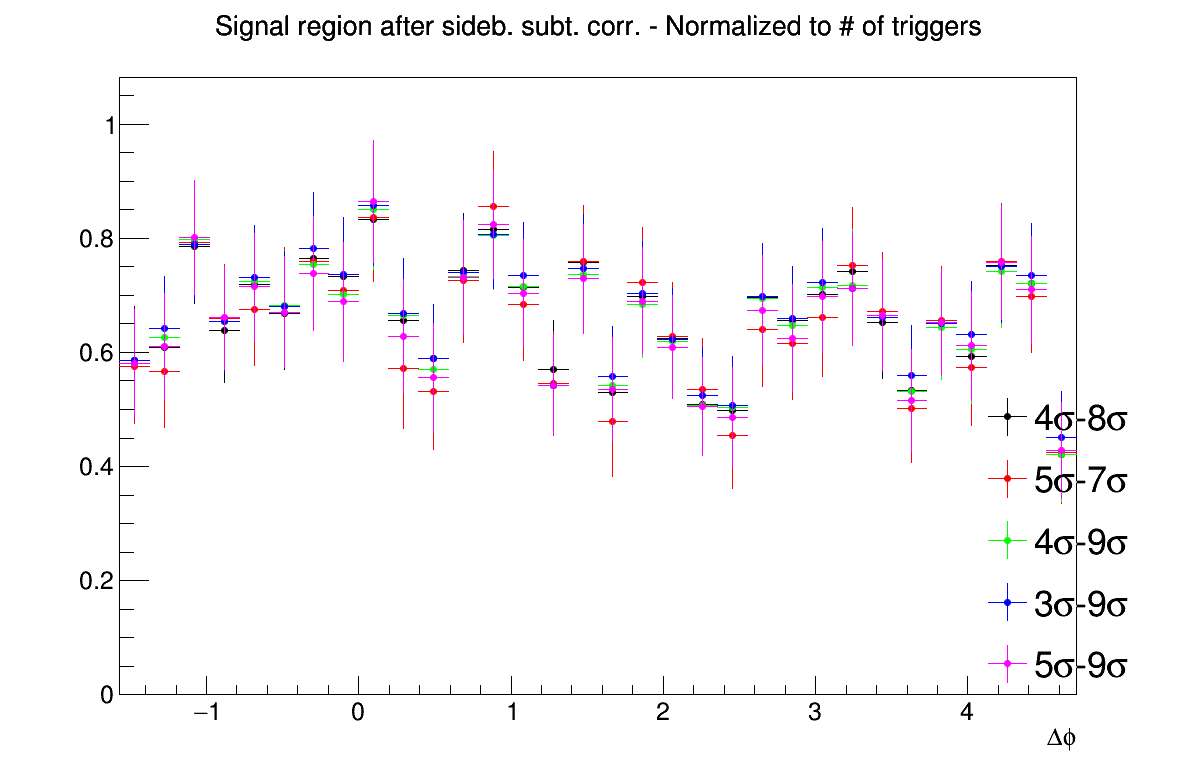 Signal region after sideb. subt. corr. - Normalized to # of triggers
1
0.8
0.6
0.4
0.2
0
4σ-8σ
5σ-7σ
4σ-9σ
3σ-9σ
5σ-9σ
−1 0 1 2 3 4
Δϕ